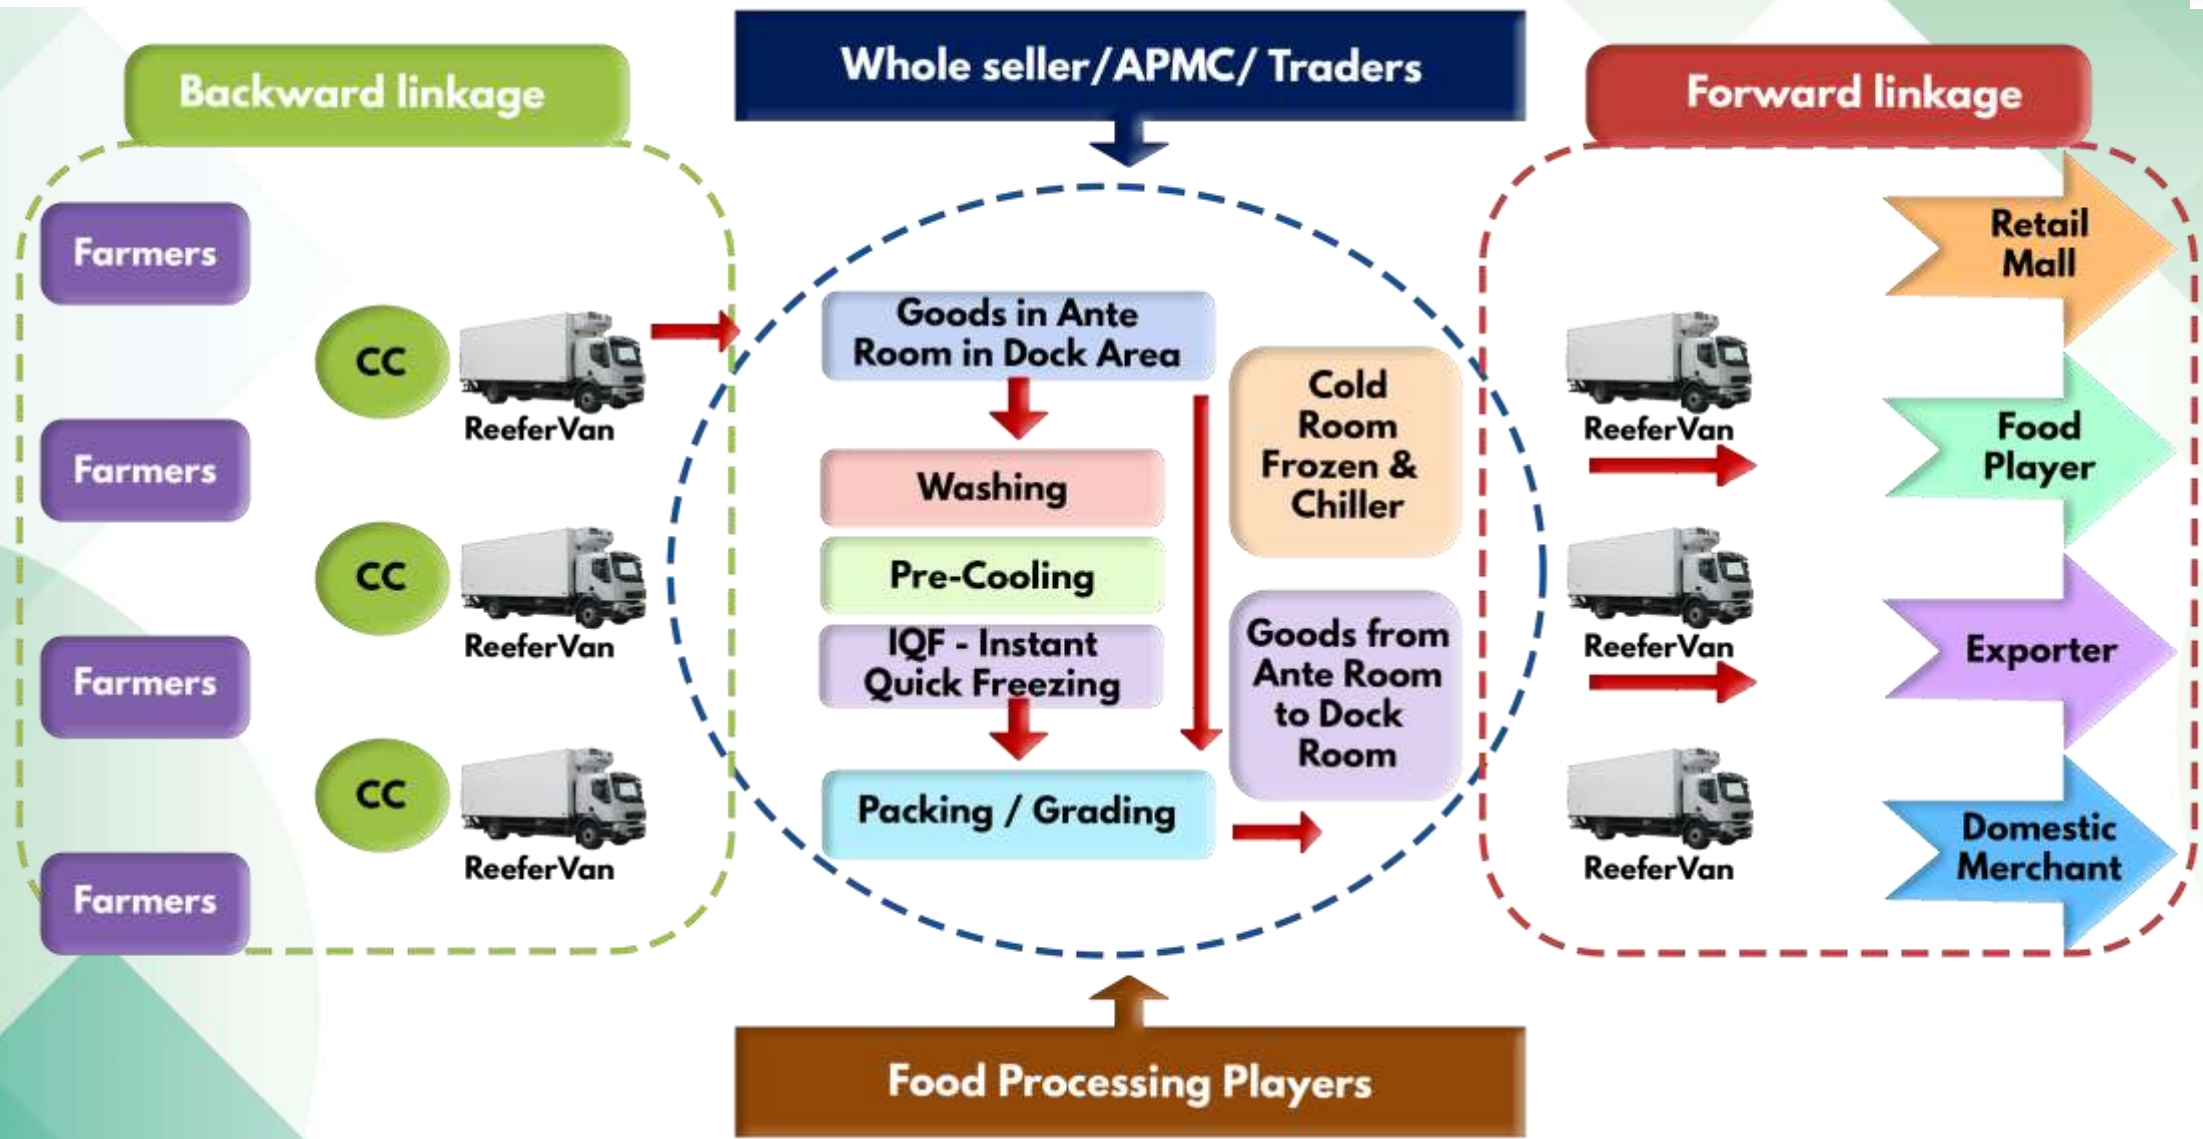 Backward linkage
Whole seller/APMC/ Traders
Forward linkage
Farmers
Farmers
Farmers
Farmers
CC
ReeferVan
CC
ReeferVan
CC
ReeferVan
Goods in Ante
Room in Dock Area
Washing
Pre-Cooling
IQF - Instant
Quick Freezing
Packing / Grading
Cold
Room
Frozen &
Chiller
Goods from
Ante Room
to Dock
Room
ReeferVan
ReeferVan
ReeferVan
Retail
Mall
Food
Player
Exporter
Domestic
Merchant
Food Processing Players